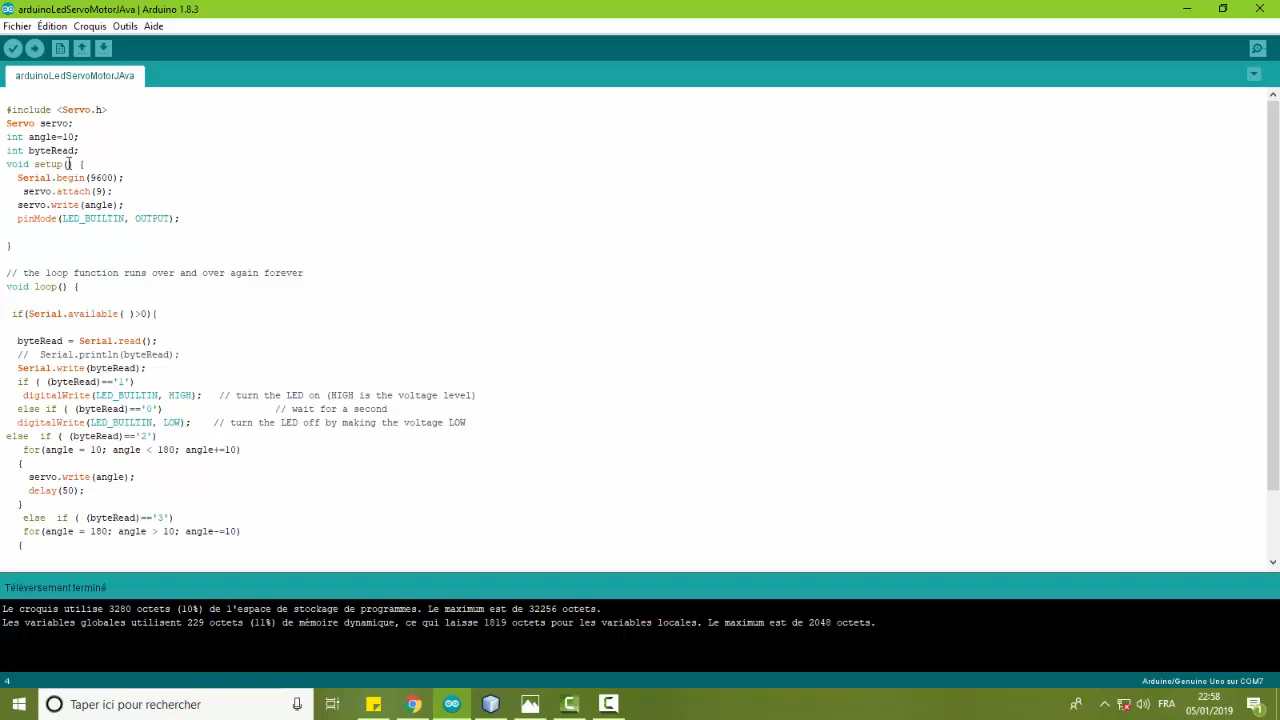 arduinoLedServoMotorJAva | Arduino 1.8.3
Fichier Édition Croquis Outils Aide
arduinoLedServoMotorJAva
#include <Servo.h>
Servo servo;
int angle=10;
int byteRead;
void setup() {
Serial.begin(9600);
servo.attach(9);
servo.write(angle);
pinMode(LED_BUILTIN, OUTPUT);
}
// the loop function runs over and over again forever
void loop() {
if(Serial.available( )>0){
byteRead = Serial.read();
//  Serial.println(byteRead);
Serial.write(byteRead);
if ( (byteRead)=='1')
digitalWrite(LED_BUILTIN, HIGH);   // turn the LED on (HIGH is the voltage level)
else if ( (byteRead)=='0')                    // wait for a second
digitalWrite(LED_BUILTIN, LOW);    // turn the LED off by making the voltage LOW
else  if ( (byteRead)=='2')
for(angle = 10; angle < 180; angle+=10)
{
servo.write(angle);
delay(50);
}
else  if ( (byteRead)=='3')
for(angle = 180; angle > 10; angle-=10)
{
Téléversement terminé
Le croquis utilise 3280 octets (10%) de l'espace de stockage de programmes. Le maximum est de 32256 octets.
Les variables globales utilisent 229 octets (11%) de mémoire dynamique, ce qui laisse 1819 octets pour les variables locales. Le maximum est de 2048 octets.
4
Arduino/Genuino Uno sur COM7
Taper ici pour rechercher
FRA
22:58
05/01/2019
1